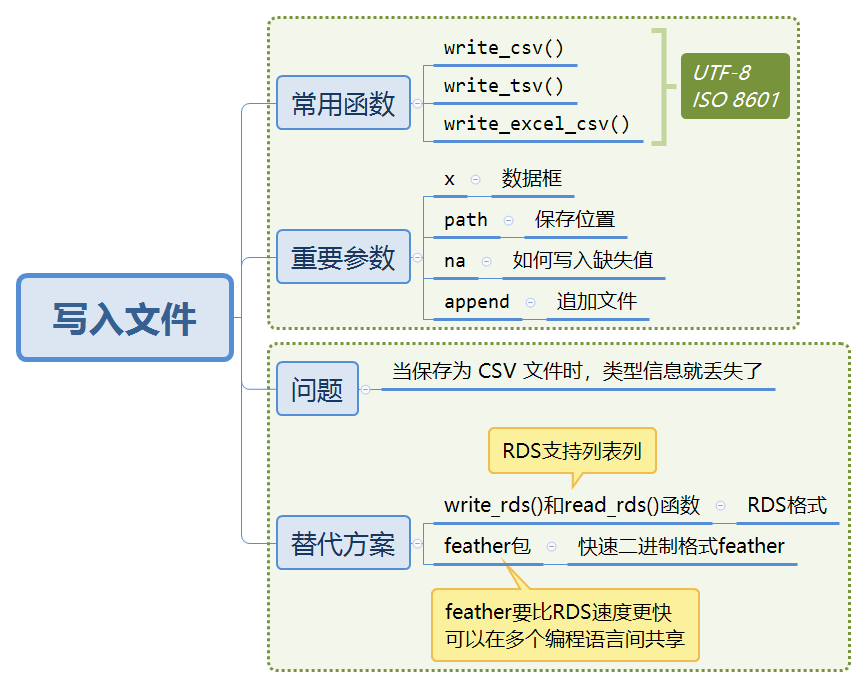 写入文件
常用函数
write_csv()
write_tsv()
write_excel_csv()
UTF-8
ISO 8601
重要参数
x 数据框
path 保存位置
na 如何写入缺失值
append 追加文件
问题
当保存为 CSV 文件时，类型信息就丢失了
替代方案
RDS支持列表列
write_rds()和read_rds()函数 RDS格式
feather包 快速二进制格式feather
feather要比RDS速度更快
可以在多个编程语言间共享